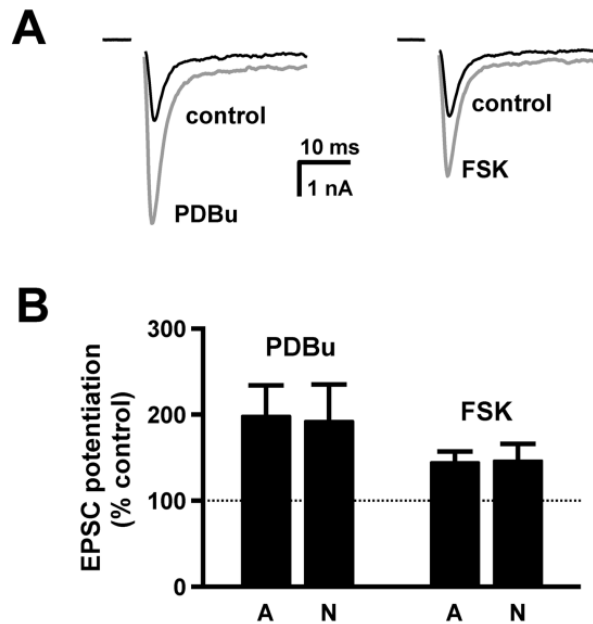 A
control
PDBu
10 ms
1 nA
control
FSK
B
EPSC potentiation
(% control)
300
200
100
0
PDBu
FSK
A
N
A
N